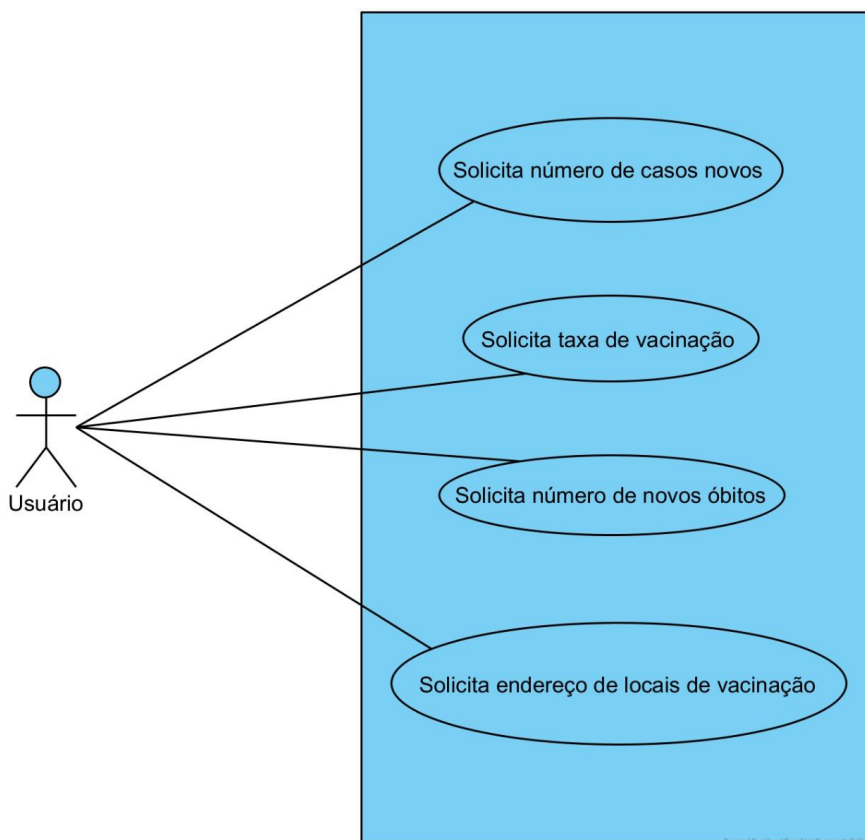 Solicita número de casos novos
Solicita taxa de vacinação
Usuário
Solicita número de novos óbitos
Solicita endereço de locais de vacinação